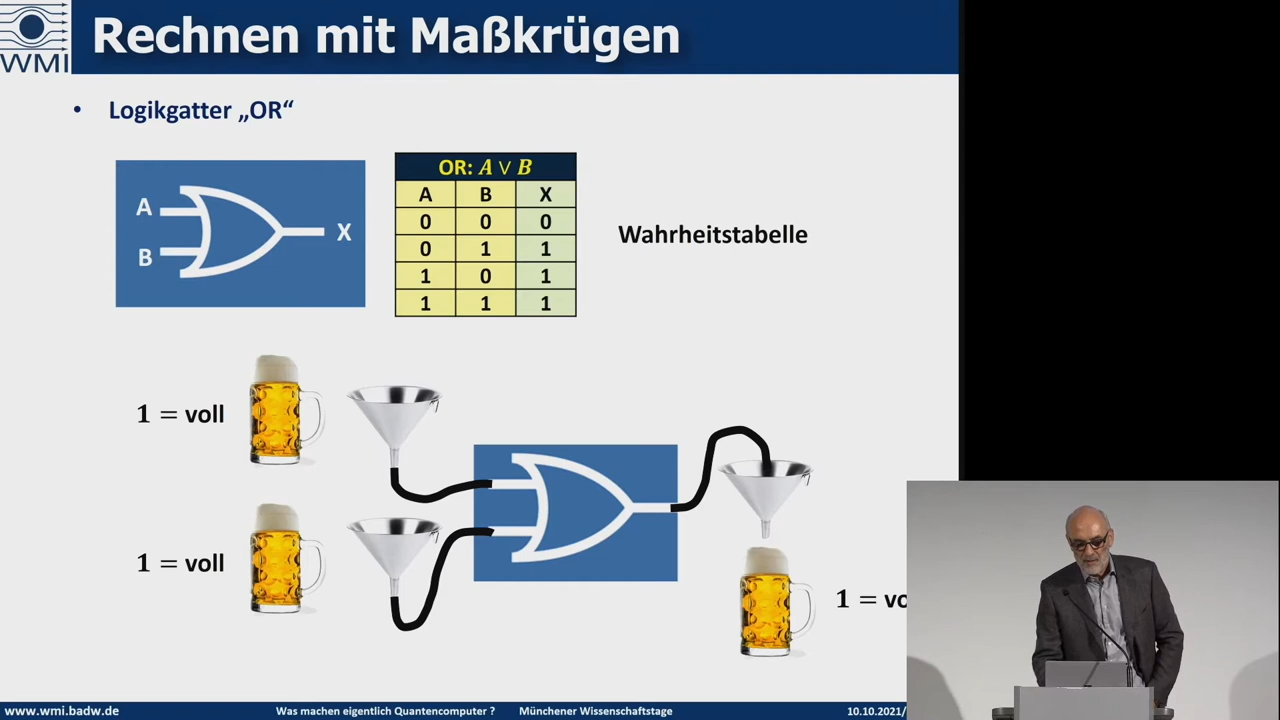 WMI
Rechnen mit Maßkrügen
• Logikgatter „OR“
A
B
X
OR: A ∨ B
A B X
0 0 0
0 1 1
1 0 1
1 1 1
Wahrheitstabelle
1 = voll
1 = voll
1 = vo
www.wmi.badw.de Was machen eigentlich Quantencomputer ? Münchener Wissenschaftstage 10.10.2021/